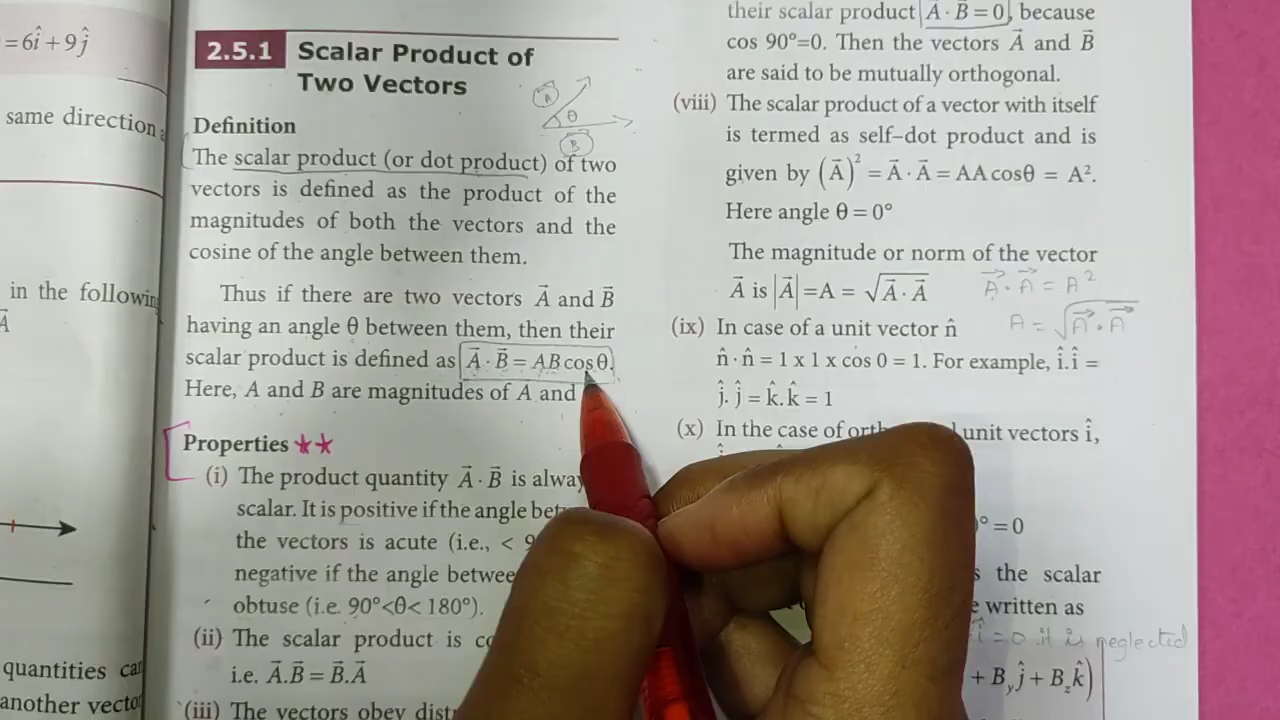 = 6î + 9ĵ
same direction
in the following
A⃗
quantities
another
2.5.1 Scalar Product of
Two Vectors
A
θ
B
Definition
The scalar product (or dot product) of two
vectors is defined as the product of the
magnitudes of both the vectors and the
cosine of the angle between them.
Thus if there are two vectors A⃗ and B⃗
having an angle θ between them, then their
scalar product is defined as A⃗ · B⃗ = AB cosθ.
Here, A and B are magnitudes of A⃗ and
Properties ★★
(i) The product quantity A⃗ · B⃗ is
scalar. It is positive if the angle
the vectors is acute (i.e., <
negative if the angle
obtuse (i.e. 90°<θ< 180°).
(ii) The scalar product is
i.e. A⃗.B⃗ = B⃗.A⃗
(iii) The vectors obey
their scalar product A⃗ · B⃗ = 0, because
cos 90°=0. Then the vectors A⃗ and B⃗
are said to be mutually orthogonal.
(viii) The scalar product of a vector with itself
is termed as self–dot product and is
given by (A⃗)² = A⃗ · A⃗ = AA cosθ = A².
Here angle θ = 0°
The magnitude or norm of the vector
A⃗ is |A⃗| = A = √A⃗ · A⃗
A⃗ · A⃗ = A²
A = √A⃗ · A⃗
(ix) In case of a unit vector n̂
n̂ · n̂ = 1 x 1 x cos 0 = 1. For example, î.î =
ĵ.ĵ = k̂.k̂ = 1
(x) In the case of unit vectors î,
° = 0
the scalar
written as
î = 0 it is neglected
+ Bᵧĵ + B_z k̂)